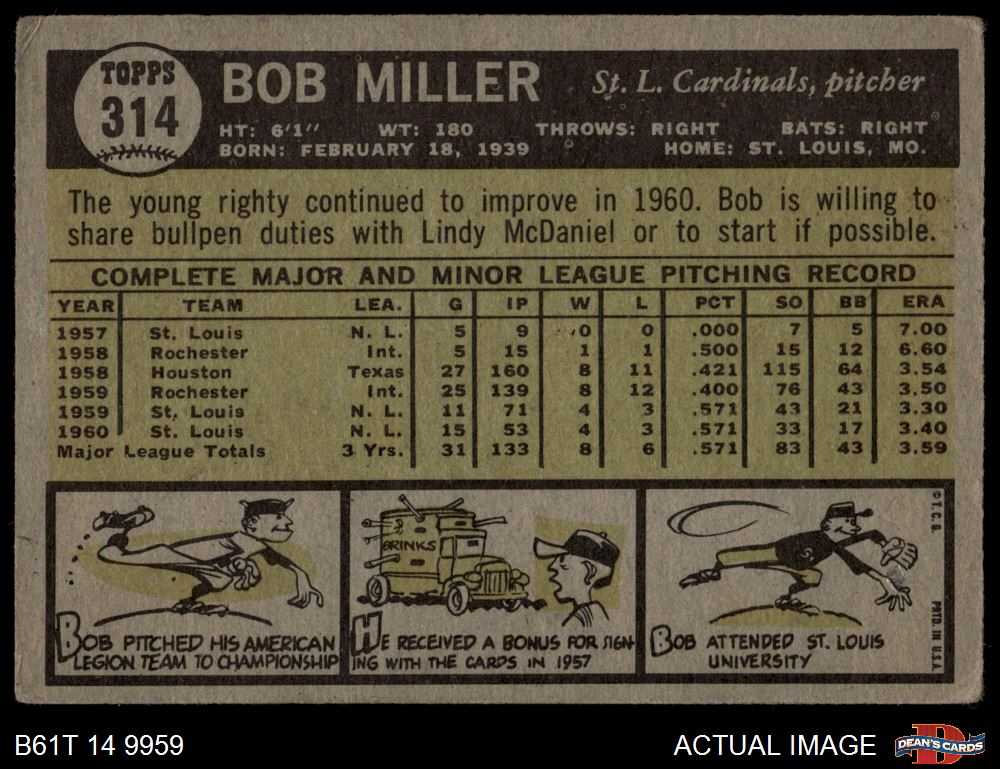 TOPPS
314
BOB MILLER St. L. Cardinals, pitcher
HT: 6'1" WT: 180 THROWS: RIGHT BATS: RIGHT
BORN: FEBRUARY 18, 1939 HOME: ST. LOUIS, MO.
The young righty continued to improve in 1960. Bob is willing to
share bullpen duties with Lindy McDaniel or to start if possible.
COMPLETE MAJOR AND MINOR LEAGUE PITCHING RECORD
YEAR TEAM LEA. G IP W L PCT SO BB ERA
1957 St. Louis N. L. 5 9 0 0 .000 7 5 7.00
1958 Rochester Int. 5 15 1 1 .500 15 12 6.60
1958 Houston Texas 27 160 8 11 .421 115 64 3.54
1959 Rochester Int. 25 139 8 12 .400 76 43 3.50
1959 St. Louis N. L. 11 71 4 3 .571 43 21 3.30
1960 St. Louis N. L. 15 53 4 3 .571 33 17 3.40
Major League Totals 3 Yrs. 31 133 8 6 .571 83 43 3.59
BOB PITCHED HIS AMERICAN
LEGION TEAM TO CHAMPIONSHIP
BRINKS
HE RECEIVED A BONUS FOR SIGN-
ING WITH THE CARDS IN 1957
BOB ATTENDED ST. LOUIS
UNIVERSITY
© T. C. G.
PRTD. IN U.S.A.
B61T 14 9959
ACTUAL IMAGE
D
DEAN'S CARDS